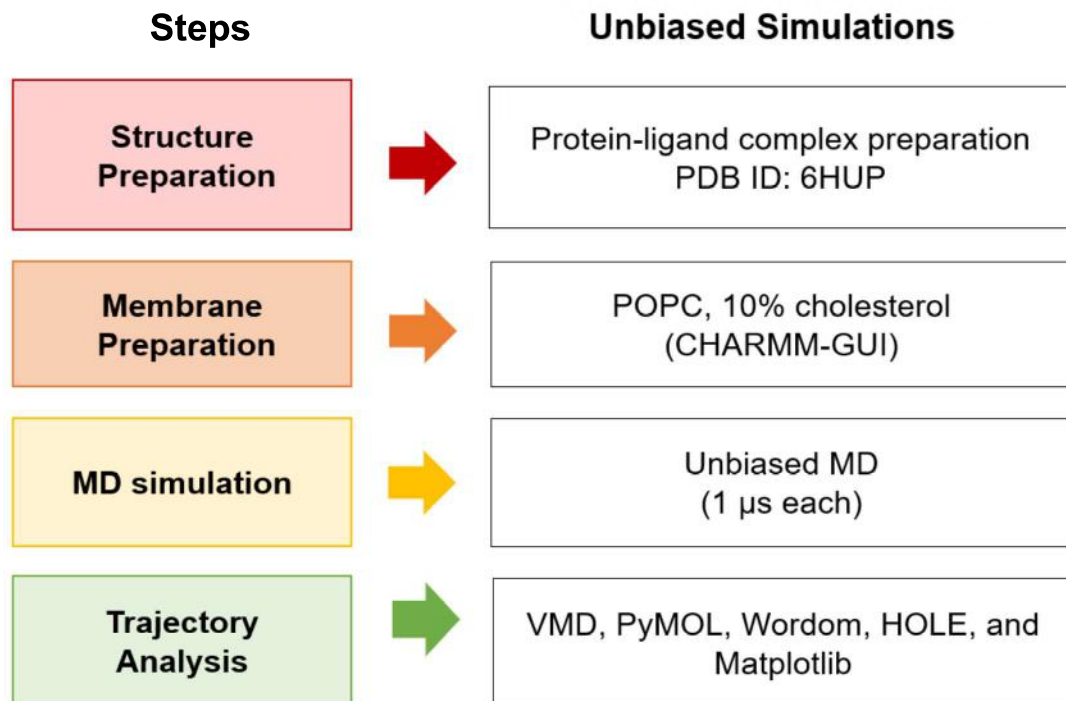 Steps
Unbiased Simulations
Structure
Preparation
Protein-ligand complex preparation
PDB ID: 6HUP
Membrane
Preparation
POPC, 10% cholesterol
(CHARMM-GUI)
MD simulation
Unbiased MD
(1 µs each)
Trajectory
Analysis
VMD, PyMOL, Wordom, HOLE, and
Matplotlib